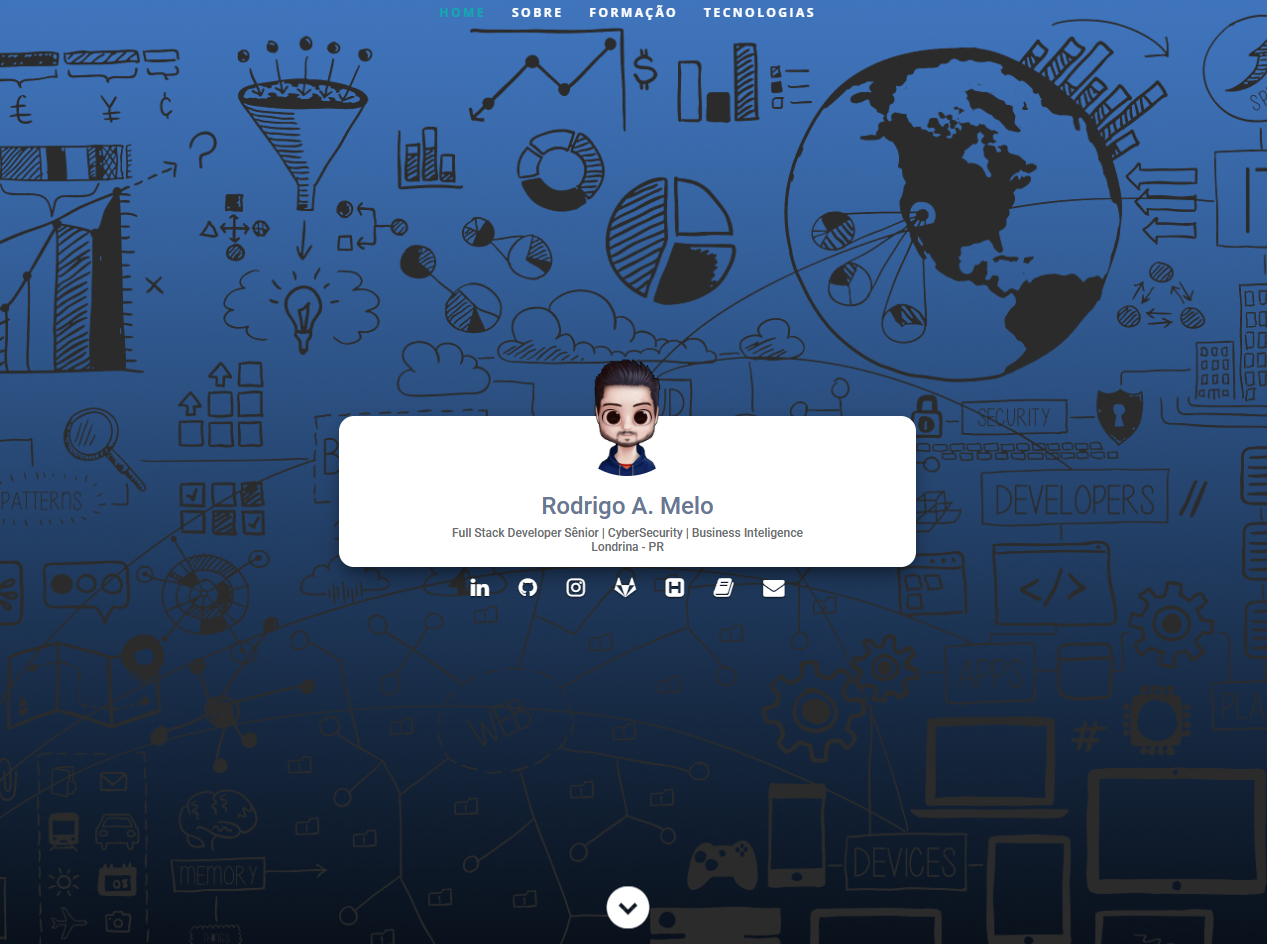 HOME SOBRE FORMAÇÃO TECNOLOGIAS
$
£ ¥ ¢
?
SECURITY
PATTERNS
DEVELOPERS //
Rodrigo A. Melo
Full Stack Developer Sênior | CyberSecurity | Business Inteligence
Londrina - PR
</>
APPS
WEB
#
DEVICES
MEMORY
THINGS